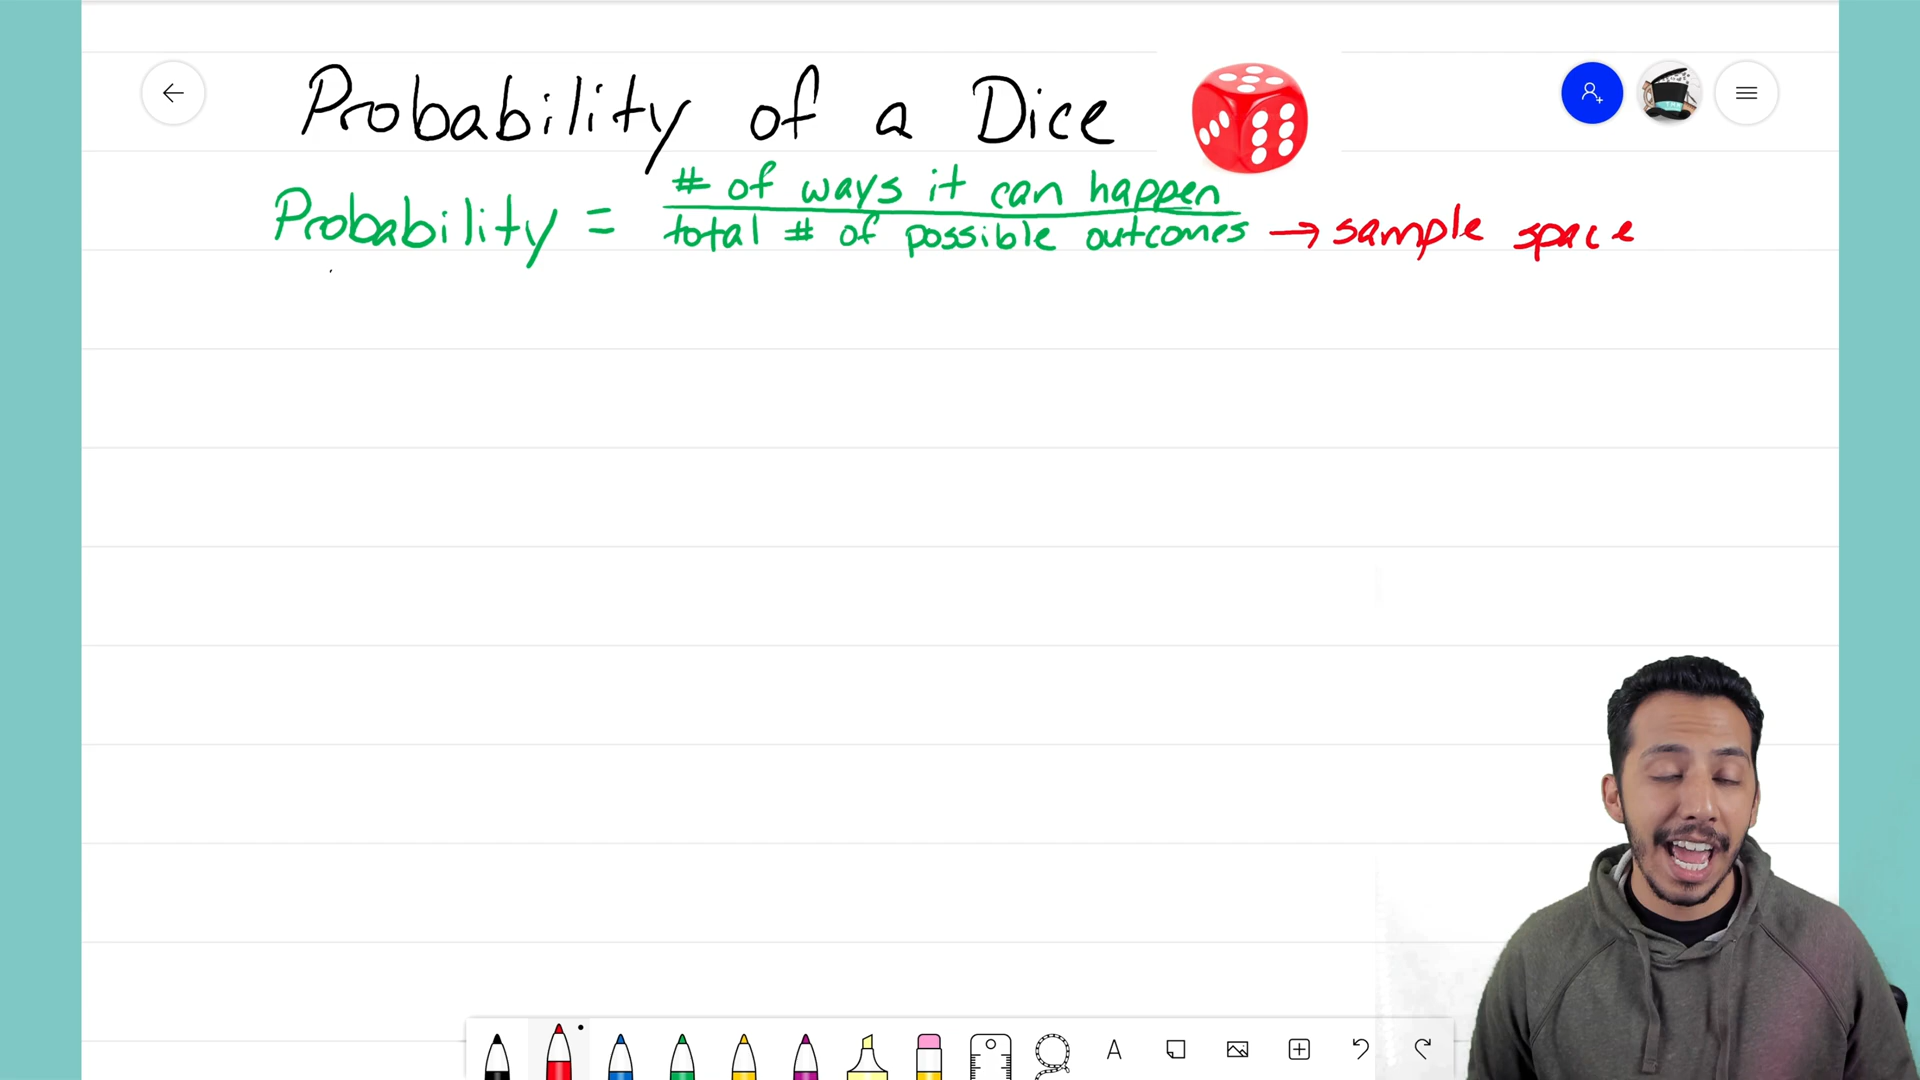 Probability of a Dice
Probability = # of ways it can happen
total # of possible outcomes → sample space
A